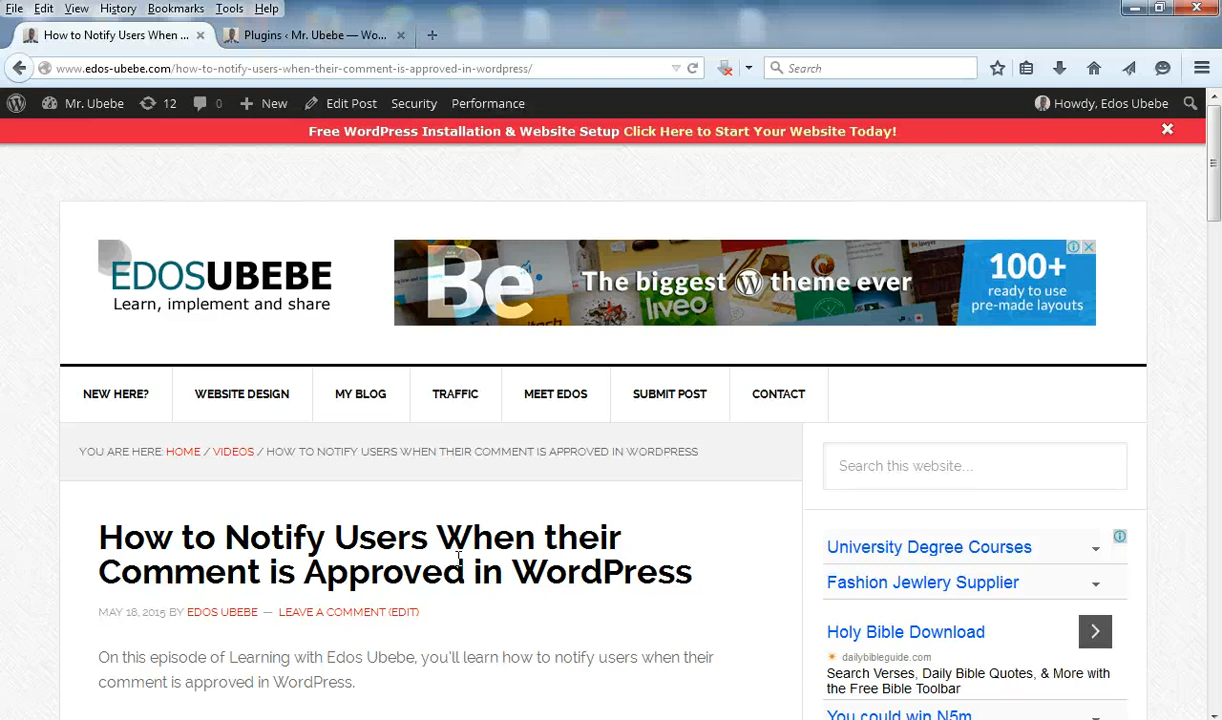 File Edit View History Bookmarks Tools Help
How to Notify Users When ... Plugins ‹ Mr. Ubebe — Wo...
www.edos-ubebe.com/how-to-notify-users-when-their-comment-is-approved-in-wordpress/ Search
Mr. Ubebe 12 0 New Edit Post Security Performance Howdy, Edos Ubebe
Free WordPress Installation & Website Setup Click Here to Start Your Website Today!
EDOSUBEBE
Learn, implement and share
Be The biggest theme ever 100+
ready to use
pre-made layouts
liveo
NEW HERE? WEBSITE DESIGN MY BLOG TRAFFIC MEET EDOS SUBMIT POST CONTACT
YOU ARE HERE: HOME / VIDEOS / HOW TO NOTIFY USERS WHEN THEIR COMMENT IS APPROVED IN WORDPRESS
Search this website...
How to Notify Users When their
Comment is Approved in WordPress
MAY 18, 2015 BY EDOS UBEBE — LEAVE A COMMENT (EDIT)
On this episode of Learning with Edos Ubebe, you'll learn how to notify users when their
comment is approved in WordPress.
University Degree Courses
Fashion Jewlery Supplier
Holy Bible Download
dailybibleguide.com
Search Verses, Daily Bible Quotes, & More with
the Free Bible Toolbar
You could win N5m